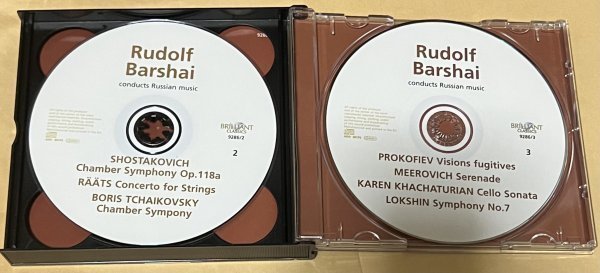 Rudolf
Barshai
conducts Russian music
BRILLIANT
CLASSICS
9286/2
2
SHOSTAKOVICH
Chamber Symphony Op.118a
RÄÄTS Concerto for Strings
BORIS TCHAIKOVSKY
Chamber Sympony
Rudolf
Barshai
conducts Russian music
BRILLIANT
CLASSICS
9286/3
3
PROKOFIEV Visions fugitives
MEEROVICH Serenade
KAREN KHACHATURIAN Cello Sonata
LOKSHIN Symphony No.7